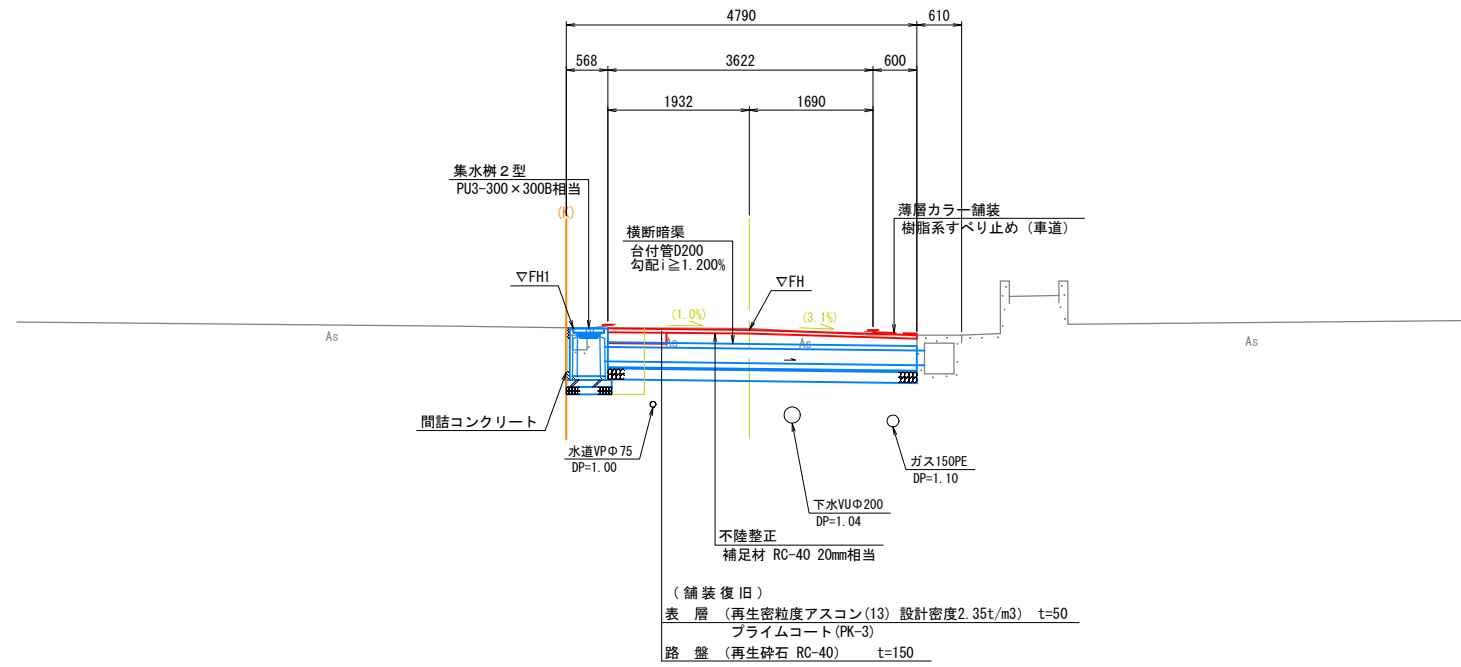 4790
610
568
3622
600
1932
1690
集水桝２型
PU3-300×300B相当
(K)
薄層カラー舗装
樹脂系すべり止め（車道）
横断暗渠
台付管D200
勾配i≧1.200%
▽FH1
▽FH
(1.0%)
(3.1%)
As
As
As
As
間詰コンクリート
水道VPΦ75
DP=1.00
ガス150PE
DP=1.10
下水VUΦ200
DP=1.04
不陸整正
補足材 RC-40 20mm相当
（舗装復旧）
表　層　（再生密粒度アスコン(13) 設計密度2.35t/m3)　t=50
プライムコート(PK-3)
路　盤　（再生砕石 RC-40)　　t=150